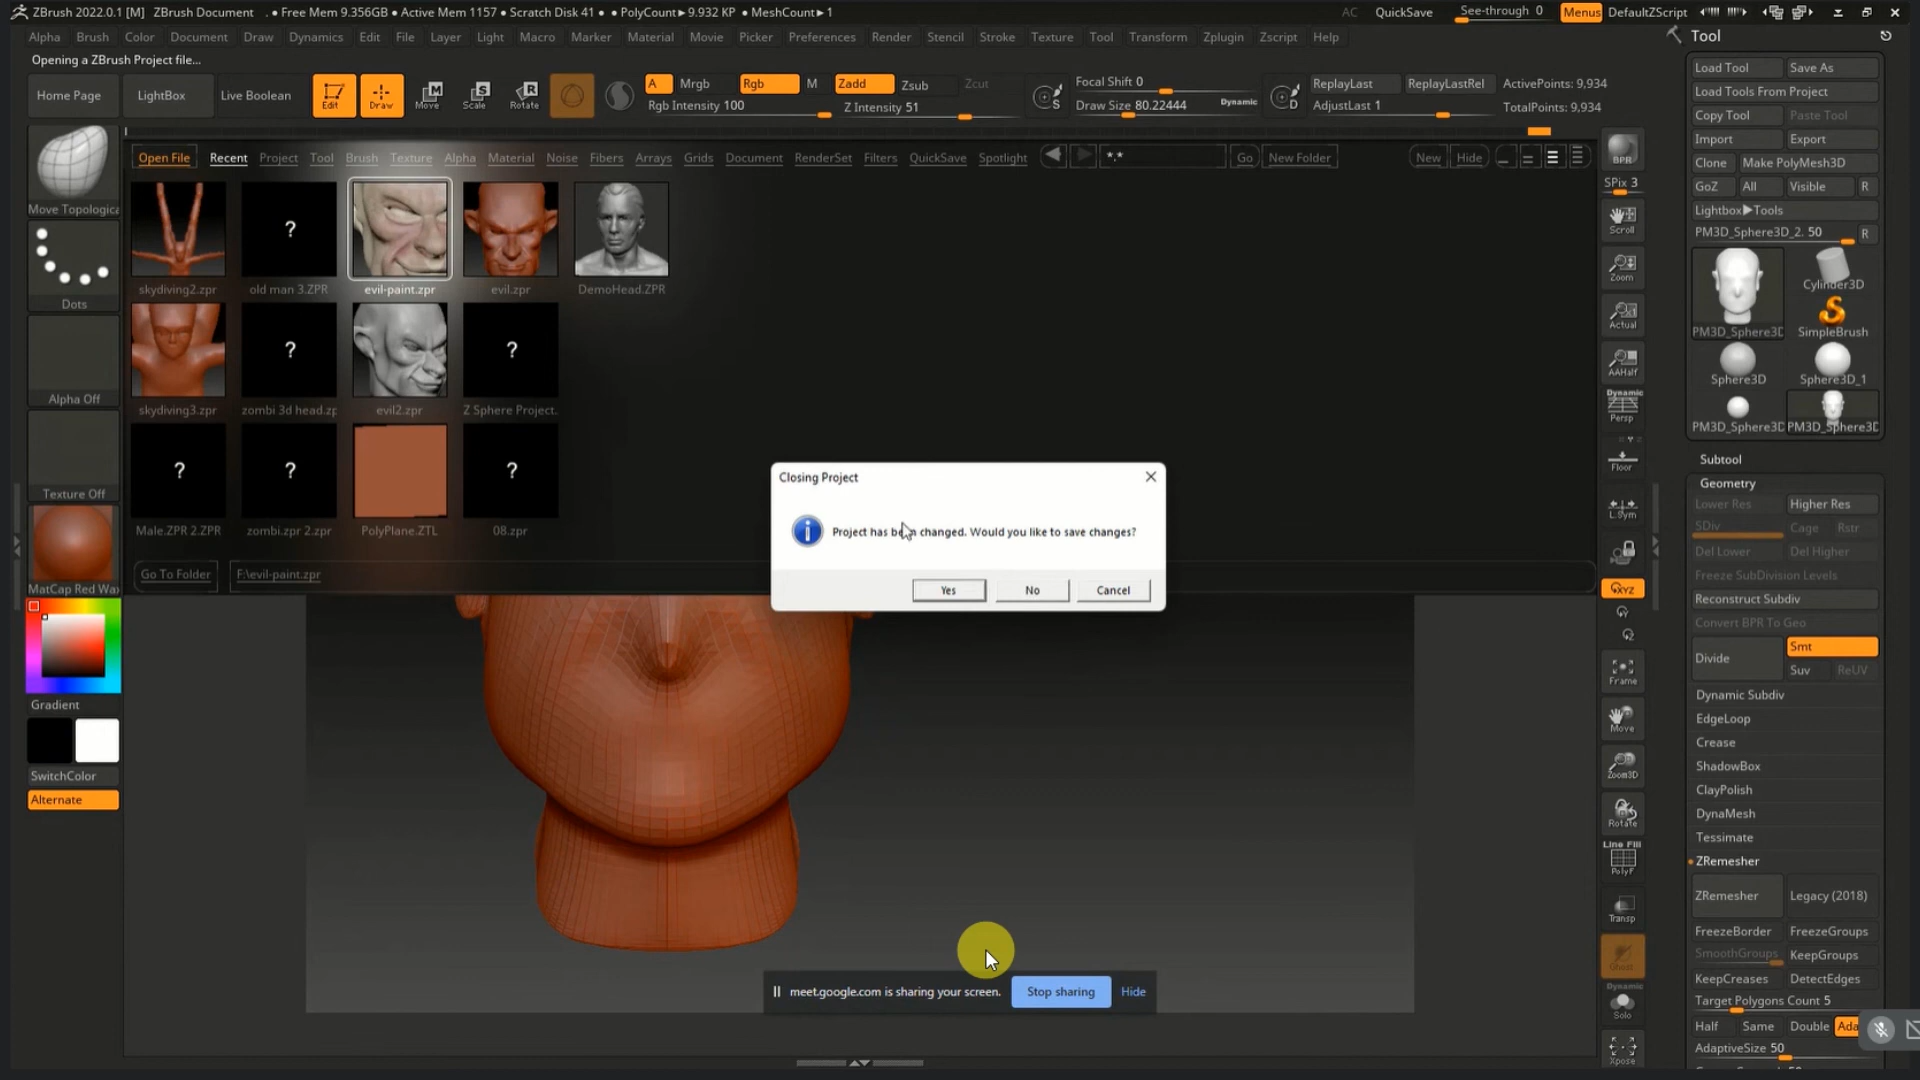 ZBrush 2022.0.1 [M] ZBrush Document . • Free Mem 9.356GB • Active Mem 1157 • Scratch Disk 41 • • PolyCount▸ 9.932 KP • MeshCount▸ 1 AC QuickSave See-through 0 Menus DefaultZScript
Alpha Brush Color Document Draw Dynamics Edit File Layer Light Macro Marker Material Movie Picker Preferences Render Stencil Stroke Texture Tool Transform Zplugin Zscript Help
Tool
Opening a ZBrush Project file...
Load Tool Save As
Load Tools From Project
Copy Tool Paste Tool
Import Export
Clone Make PolyMesh3D
GoZ All Visible R
Lightbox▸Tools
PM3D_Sphere3D_2. 50 R
Home Page LightBox Live Boolean Edit Draw Move Scale Rotate
A Mrgb Rgb M Zadd Zsub Zcut
Rgb Intensity 100 Z Intensity 51
Focal Shift 0
Draw Size 80.22444 Dynamic
S D
ReplayLast ReplayLastRel ActivePoints: 9,934
AdjustLast 1 TotalPoints: 9,934
Open File Recent Project Tool Brush Texture Alpha Material Noise Fibers Arrays Grids Document RenderSet Filters QuickSave Spotlight *.* Go New Folder New Hide
Move Topologica
Dots
Alpha Off
Texture Off
MatCap Red Wax
Gradient
SwitchColor
Alternate
? ? ? ? ? ?
skydiving2.zpr old man 3.ZPR evil-paint.zpr evil.zpr DemoHead.ZPR
skydiving3.zpr zombi 3d head.zp evil2.zpr Z Sphere Project.
Male.ZPR 2.ZPR zombi.zpr 2.zpr PolyPlane.ZTL 08.zpr
Go To Folder F:\evil-paint.zpr
Closing Project
Project has been changed. Would you like to save changes?
Yes No Cancel
meet.google.com is sharing your screen. Stop sharing Hide
BPR
SPix 3
Scroll
Zoom
Actual
AAHalf
Dynamic
Persp
Floor
L.Sym
XYZ
Frame
Move
Zoom3D
Rotate
Line Fill
PolyF
Transp
Ghost
Dynamic
Solo
Xpose
PM3D_Sphere3D Cylinder3D
SimpleBrush
Sphere3D Sphere3D_1
PM3D_Sphere3D PM3D_Sphere3D
Subtool
Geometry
Lower Res Higher Res
SDiv Cage Rstr
Del Lower Del Higher
Freeze SubDivision Levels
Reconstruct Subdiv
Convert BPR To Geo
Divide Smt
Suv ReUV
Dynamic Subdiv
EdgeLoop
Crease
ShadowBox
ClayPolish
DynaMesh
Tessimate
ZRemesher
ZRemesher Legacy (2018)
FreezeBorder FreezeGroups
SmoothGroups KeepGroups
KeepCreases DetectEdges
Target Polygons Count 5
Half Same Double Ada
AdaptiveSize 50